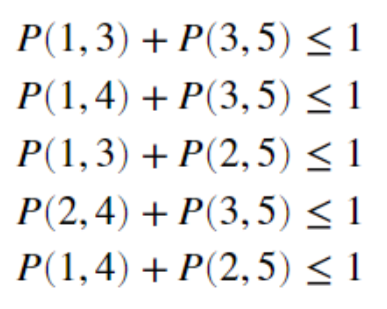 P(1, 3) + P(3, 5) ≤ 1
P(1, 4) + P(3, 5) ≤ 1
P(1, 3) + P(2, 5) ≤ 1
P(2, 4) + P(3, 5) ≤ 1
P(1, 4) + P(2, 5) ≤ 1